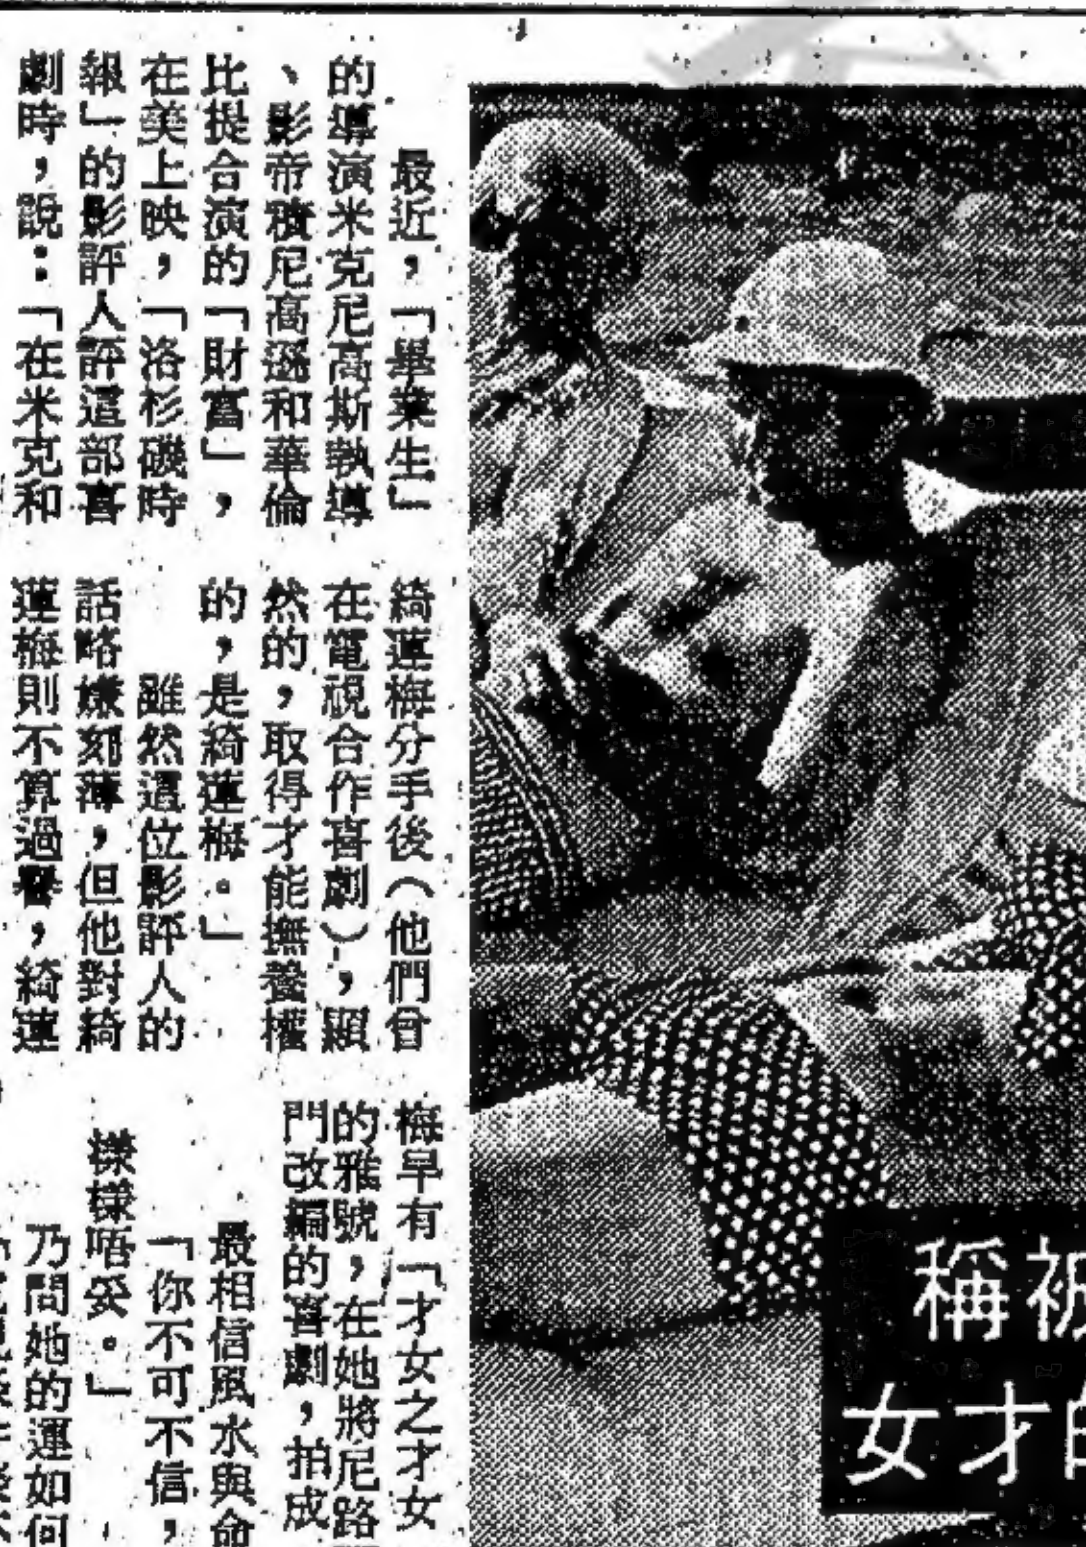 最近，「畢業生」
的導演米克尼高斯執導
、影帝積尼高遜和華倫
比提合演的「財富」，
在美上映，「洛杉磯時
報」的影評人評這部喜
劇時，說：「在米克和
綺蓮梅分手後（他們曾
在電視合作喜劇），顯
然的，取得才能撫養權
的，是綺蓮梅。」
雖然這位影評人的
話略嫌刻薄，但他對綺
蓮梅則不算過譽，綺蓮
梅早有「才女之才女
的雅號，在她將尼路
門改編的喜劇，拍成
最相信風水與命
「你不可不信，
樣樣唔妥。」
乃問她的運如何
被稱
的才女